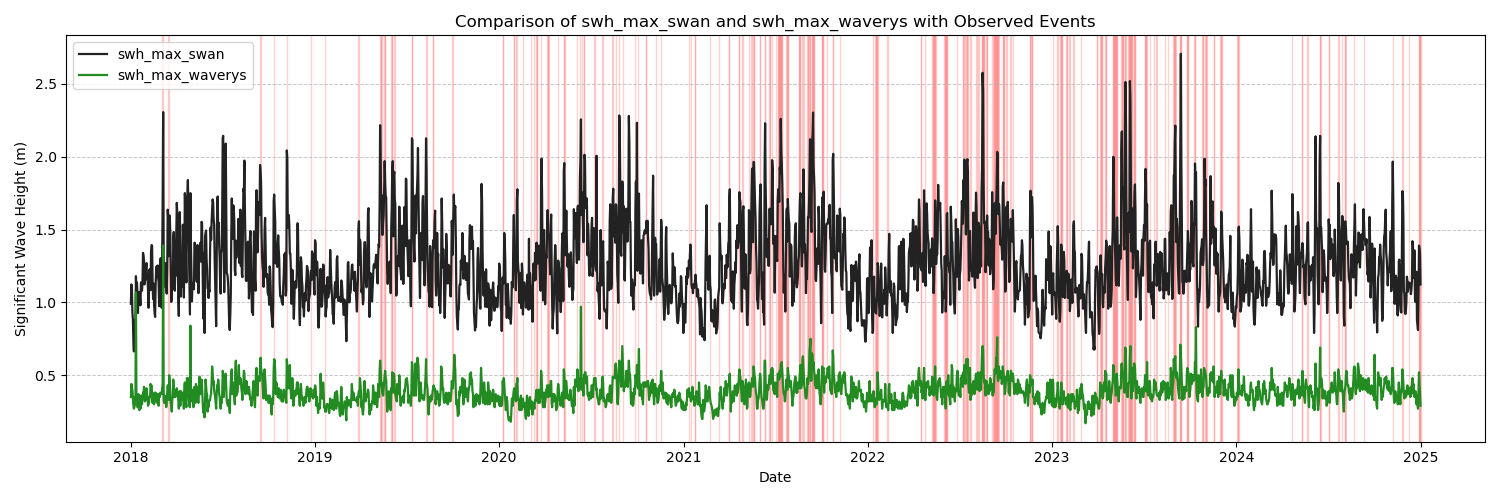 Comparison of swh_max_swan and swh_max_waverys with Observed Events
swh_max_swan
swh_max_waverys
Significant Wave Height (m)
2.5
2.0
1.5
1.0
0.5
2018 2019 2020 2021 2022 2023 2024 2025
Date